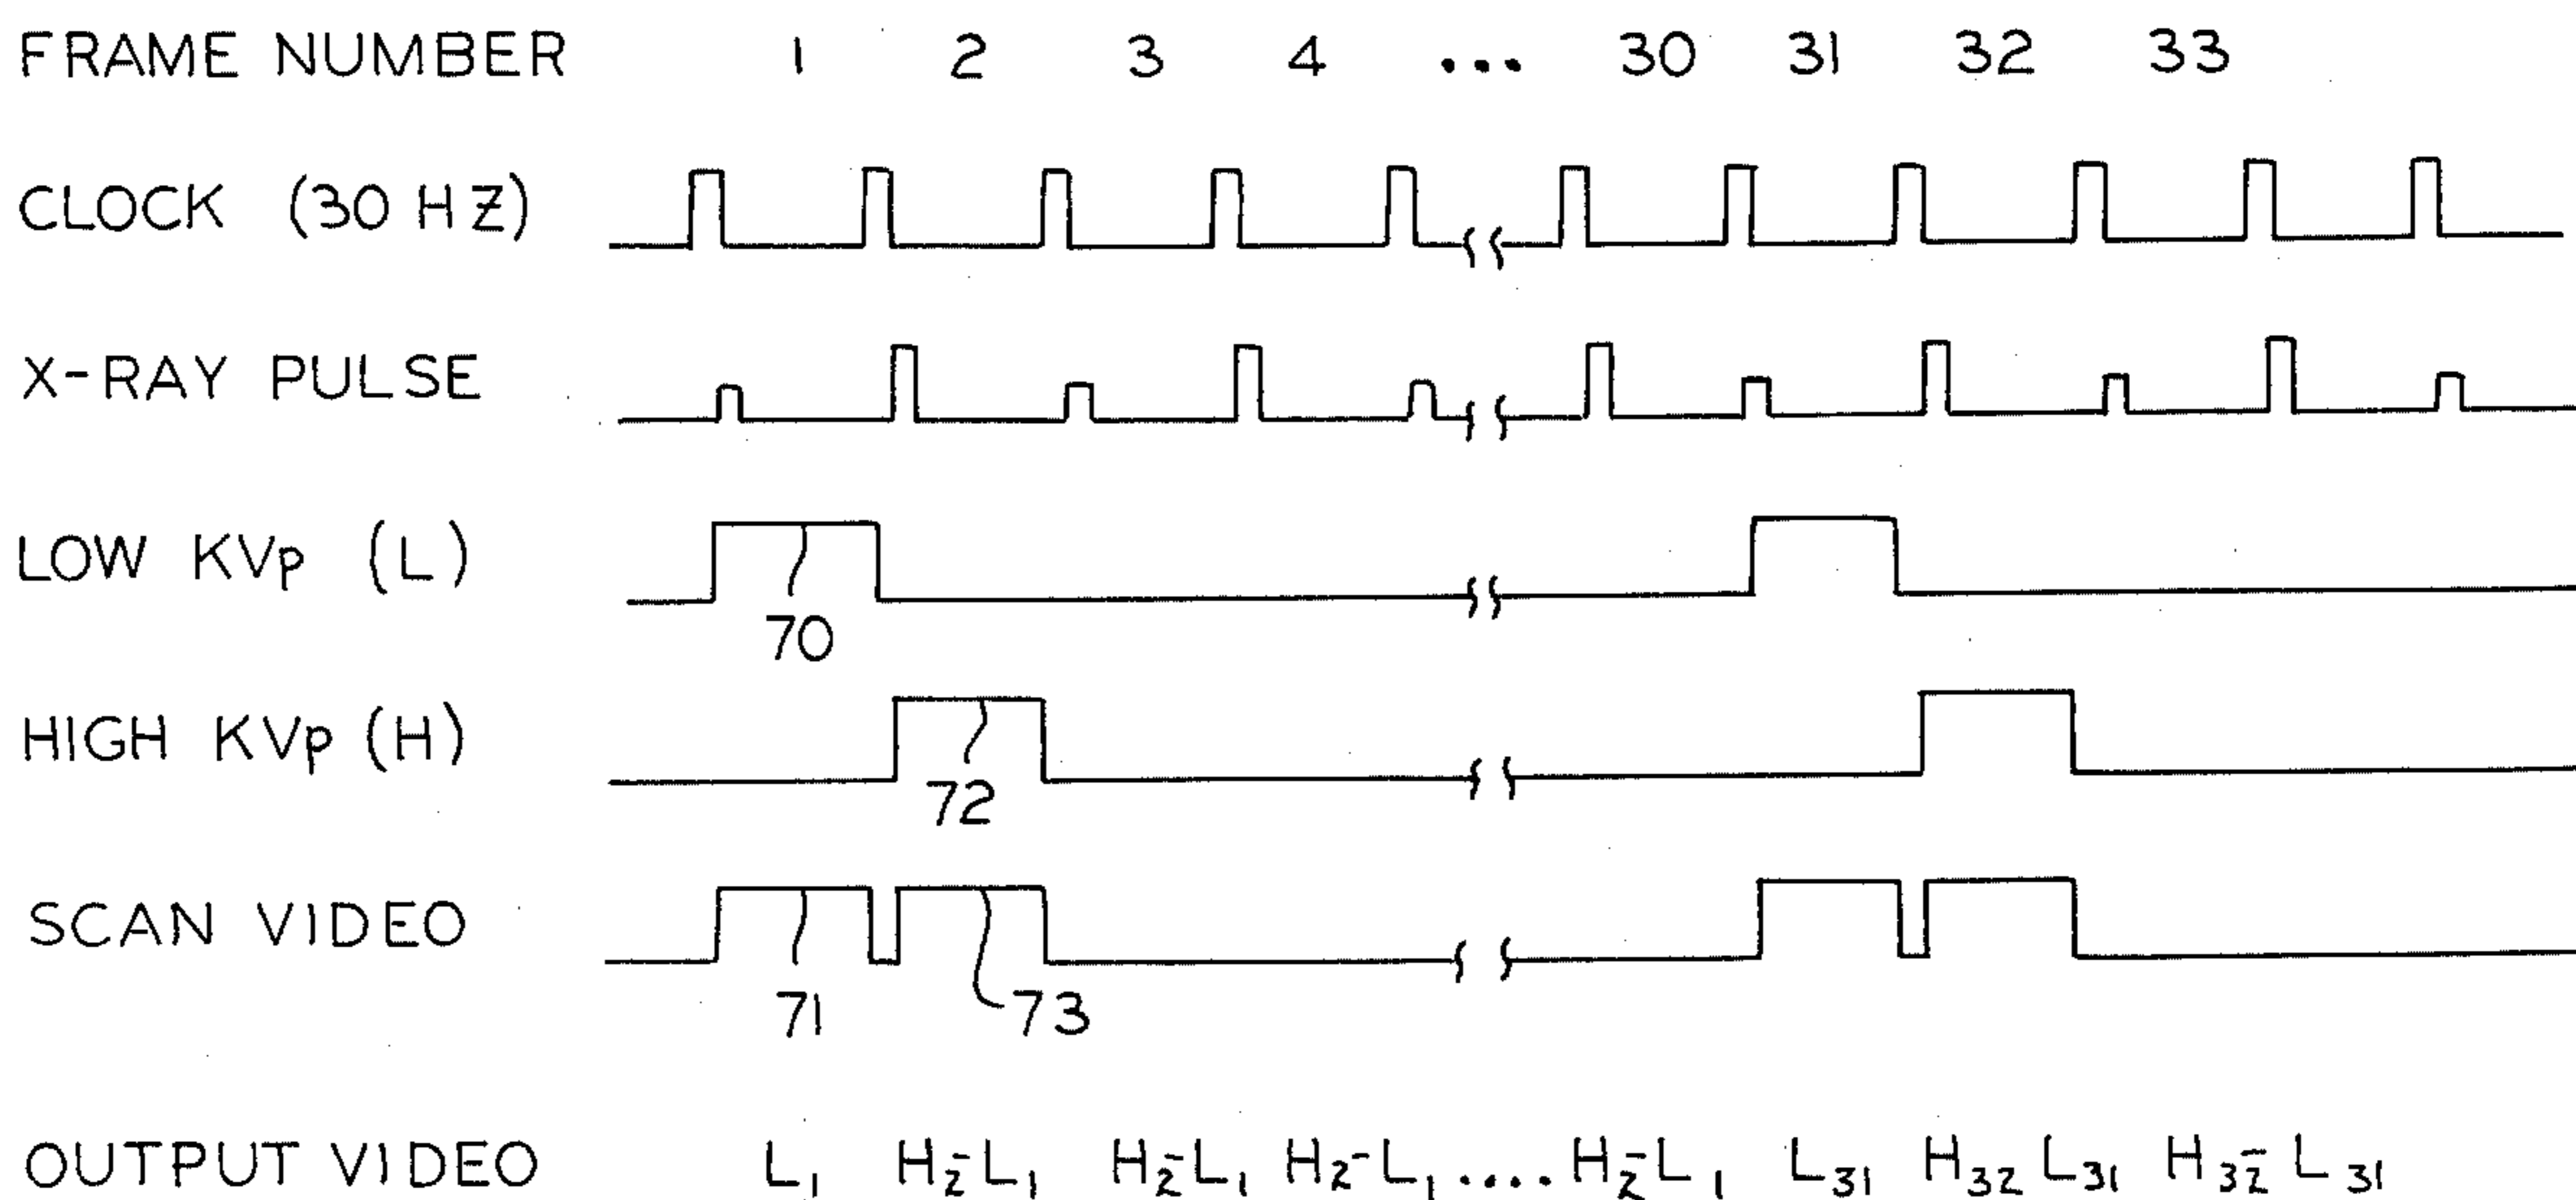 FRAME NUMBER 1 2 3 4 ... 30 31 32 33
CLOCK (30 HZ)
X-RAY PULSE
LOW KVp (L)
70
HIGH KVp (H)
72
SCAN VIDEO
71 73
OUTPUT VIDEO L₁ H₂-L₁ H₂-L₁ H₂-L₁ .... H₂-L₁ L₃₁ H₃₂ L₃₁ H₃₂- L₃₁